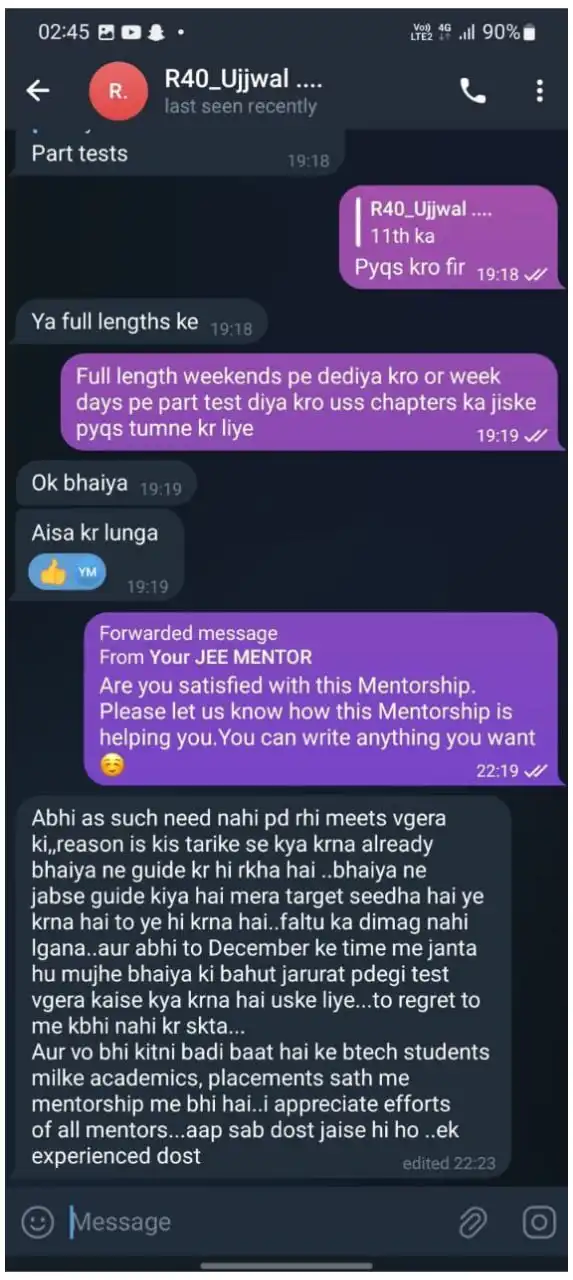 02:45
Vo)) 4G
LTE2
90%
R.
R40_Ujjwal ....
last seen recently
Part tests
19:18
R40_Ujjwal ....
11th ka
Pyqs kro fir 19:18
Ya full lengths ke 19:18
Full length weekends pe dediya kro or week
days pe part test diya kro uss chapters ka jiske
pyqs tumne kr liye
19:19
Ok bhaiya 19:19
Aisa kr lunga
👍 YM
19:19
Forwarded message
From Your JEE MENTOR
Are you satisfied with this Mentorship.
Please let us know how this Mentorship is
helping you.You can write anything you want
☺️
22:19
Abhi as such need nahi pd rhi meets vgera
ki,,reason is kis tarike se kya krna already
bhaiya ne guide kr hi rkha hai ..bhaiya ne
jabse guide kiya hai mera target seedha hai ye
krna hai to ye hi krna hai..faltu ka dimag nahi
lgana..aur abhi to December ke time me janta
hu mujhe bhaiya ki bahut jarurat pdegi test
vgera kaise kya krna hai uske liye...to regret to
me kbhi nahi kr skta...
Aur vo bhi kitni badi baat hai ke btech students
milke academics, placements sath me
mentorship me bhi hai..i appreciate efforts
of all mentors...aap sab dost jaise hi ho ..ek
experienced dost
edited 22:23
Message